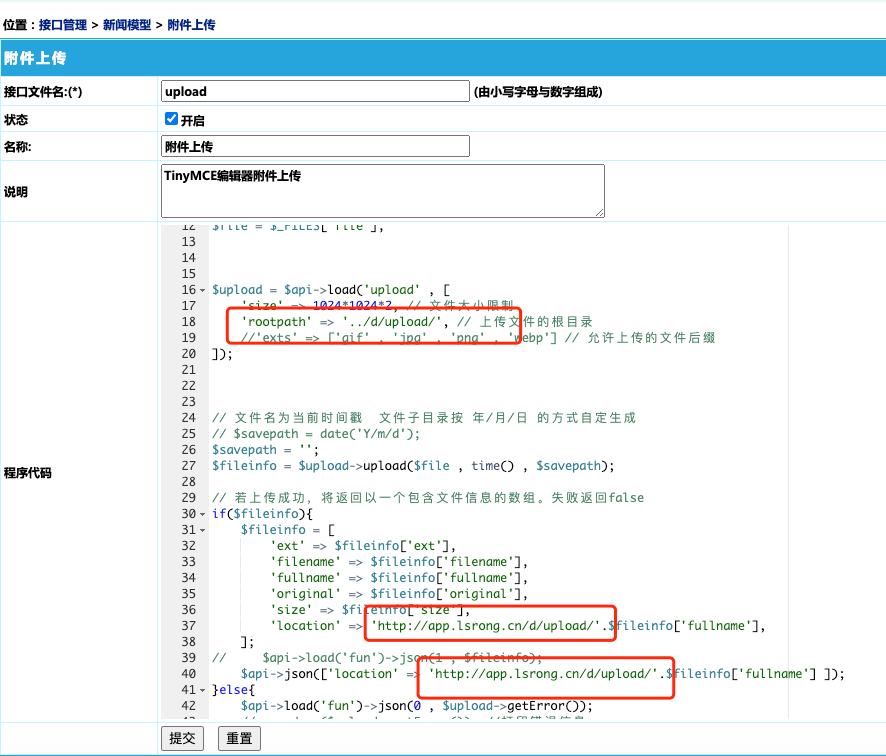 位置：接口管理 > 新闻模型 > 附件上传
附件上传
接口文件名:(*) upload (由小写字母与数字组成)
状态 开启
名称: 附件上传
说明 TinyMCE编辑器附件上传
程序代码
12 $file = $_FILES['file'];
13
14
15
16 $upload = $api->load('upload' , [
17 'size' => 1024*1024*2, // 文件大小限制
18 'rootpath' => '../d/upload/', // 上传文件的根目录
19 //'exts' => ['gif' , 'jpg' , 'png' , 'webp'] // 允许上传的文件后缀
20 ]);
21
22
23
24 // 文件名为当前时间戳 文件子目录按 年/月/日 的方式自定生成
25 // $savepath = date('Y/m/d');
26 $savepath = '';
27 $fileinfo = $upload->upload($file , time() , $savepath);
28
29 // 若上传成功，将返回以一个包含文件信息的数组。失败返回false
30 if($fileinfo){
31 $fileinfo = [
32 'ext' => $fileinfo['ext'],
33 'filename' => $fileinfo['filename'],
34 'fullname' => $fileinfo['fullname'],
35 'original' => $fileinfo['original'],
36 'size' => $fileinfo['size'],
37 'location' => 'http://app.lsrong.cn/d/upload/'.$fileinfo['fullname'],
38 ];
39 // $api->load('fun')->json(1 , $fileinfo);
40 $api->json(['location' => 'http://app.lsrong.cn/d/upload/'.$fileinfo['fullname'] ]);
41 }else{
42 $api->load('fun')->json(0 , $upload->getError());
提交 重置